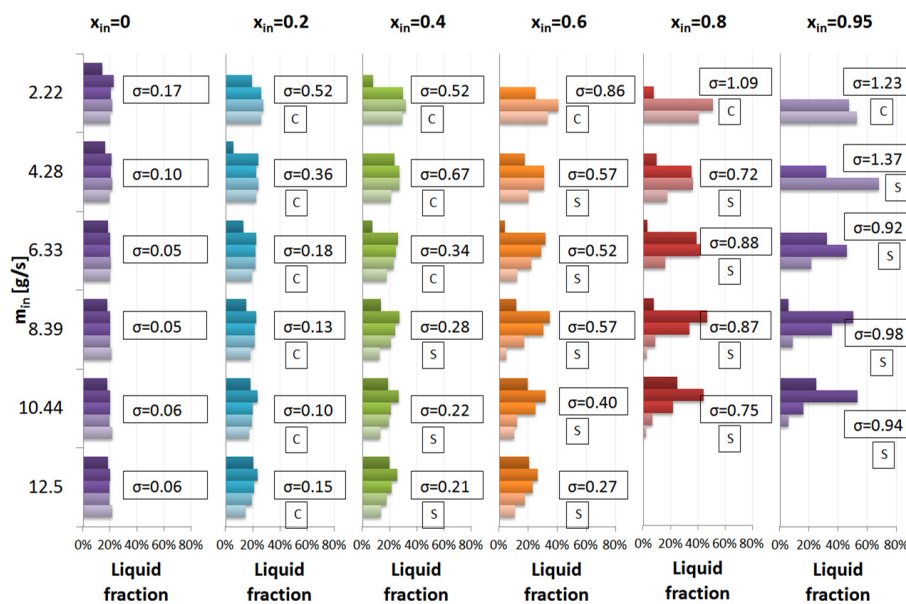 x_in=0 x_in=0.2 x_in=0.4 x_in=0.6 x_in=0.8 x_in=0.95
m_in [g/s]
2.22 σ=0.17 σ=0.52 σ=0.52 σ=0.86 σ=1.09 σ=1.23
C C C C C
4.28 σ=0.10 σ=0.36 σ=0.67 σ=0.57 σ=0.72 σ=1.37
C C S S S
6.33 σ=0.05 σ=0.18 σ=0.34 σ=0.52 σ=0.88 σ=0.92
C C S S S
8.39 σ=0.05 σ=0.13 σ=0.28 σ=0.57 σ=0.87 σ=0.98
C S S S S
10.44 σ=0.06 σ=0.10 σ=0.22 σ=0.40 σ=0.75 σ=0.94
C S S S S
12.5 σ=0.06 σ=0.15 σ=0.21 σ=0.27
C S S
0% 20% 40% 60% 80% 0% 20% 40% 60% 80% 0% 20% 40% 60% 80% 0% 20% 40% 60% 80% 0% 20% 40% 60% 80% 0% 20% 40% 60% 80%
Liquid Liquid Liquid Liquid Liquid Liquid
fraction fraction fraction fraction fraction fraction